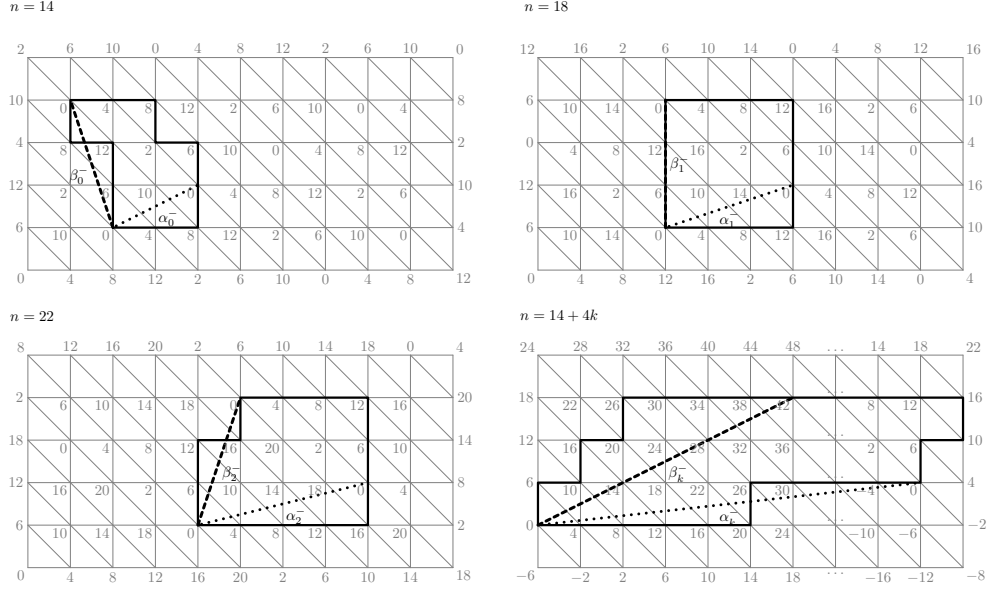 n = 14
2 6 10 0 4 8 12 2 6 10 0
10 0 4 8 12 2 6 10 0 4 8
4 8 12 2 6 10 0 4 8 12 2
β₀⁻
12 2 6 10 0 4 8 12 2 6 10
α₀⁻
6 10 0 4 8 12 2 6 10 0 4
0 4 8 12 2 6 10 0 4 8 12
n = 18
12 16 2 6 10 14 0 4 8 12 16
6 10 14 0 4 8 12 16 2 6 10
0 4 8 12 16 2 6 10 14 0 4
β₁⁻
12 16 2 6 10 14 0 4 8 12 16
α₁⁻
6 10 14 0 4 8 12 16 2 6 10
0 4 8 12 16 2 6 10 14 0 4
n = 22
8 12 16 20 2 6 10 14 18 0 4
2 6 10 14 18 0 4 8 12 16 20
18 0 4 8 12 16 20 2 6 10 14
β₂⁻
12 16 20 2 6 10 14 18 0 4 8
α₂⁻
6 10 14 18 0 4 8 12 16 20 2
0 4 8 12 16 20 2 6 10 14 18
n = 14 + 4k
24 28 32 36 40 44 48 ... 14 18 22
22 26 30 34 38 42 ... 8 12 16
16 20 24 28 32 36 ... 2 6 10
βₖ⁻
6 10 14 18 22 26 30 ... −4 0 4
αₖ⁻
0 4 8 12 16 20 24 ... −10 −6 −2
−6 −2 2 6 10 14 18 ... −16 −12 −8